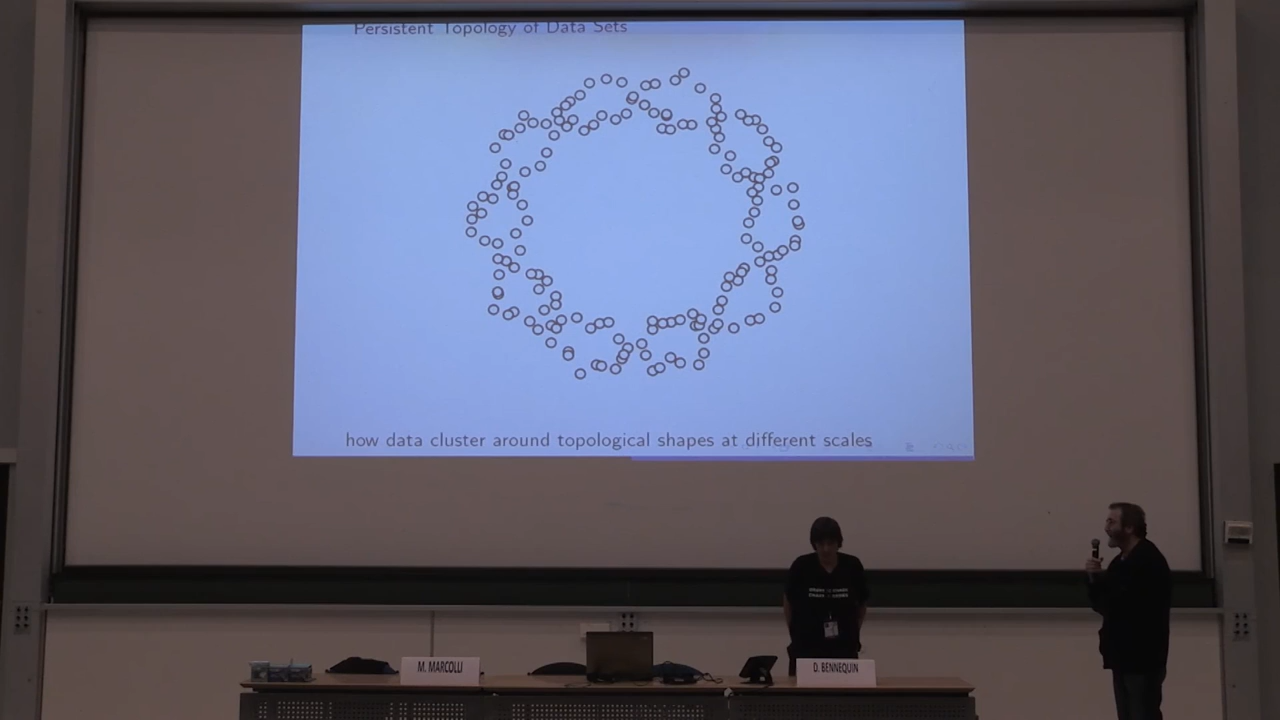 Persistent Topology of Data Sets
how data cluster around topological shapes at different scales
M. MARCOLLI
D. BENNEQUIN